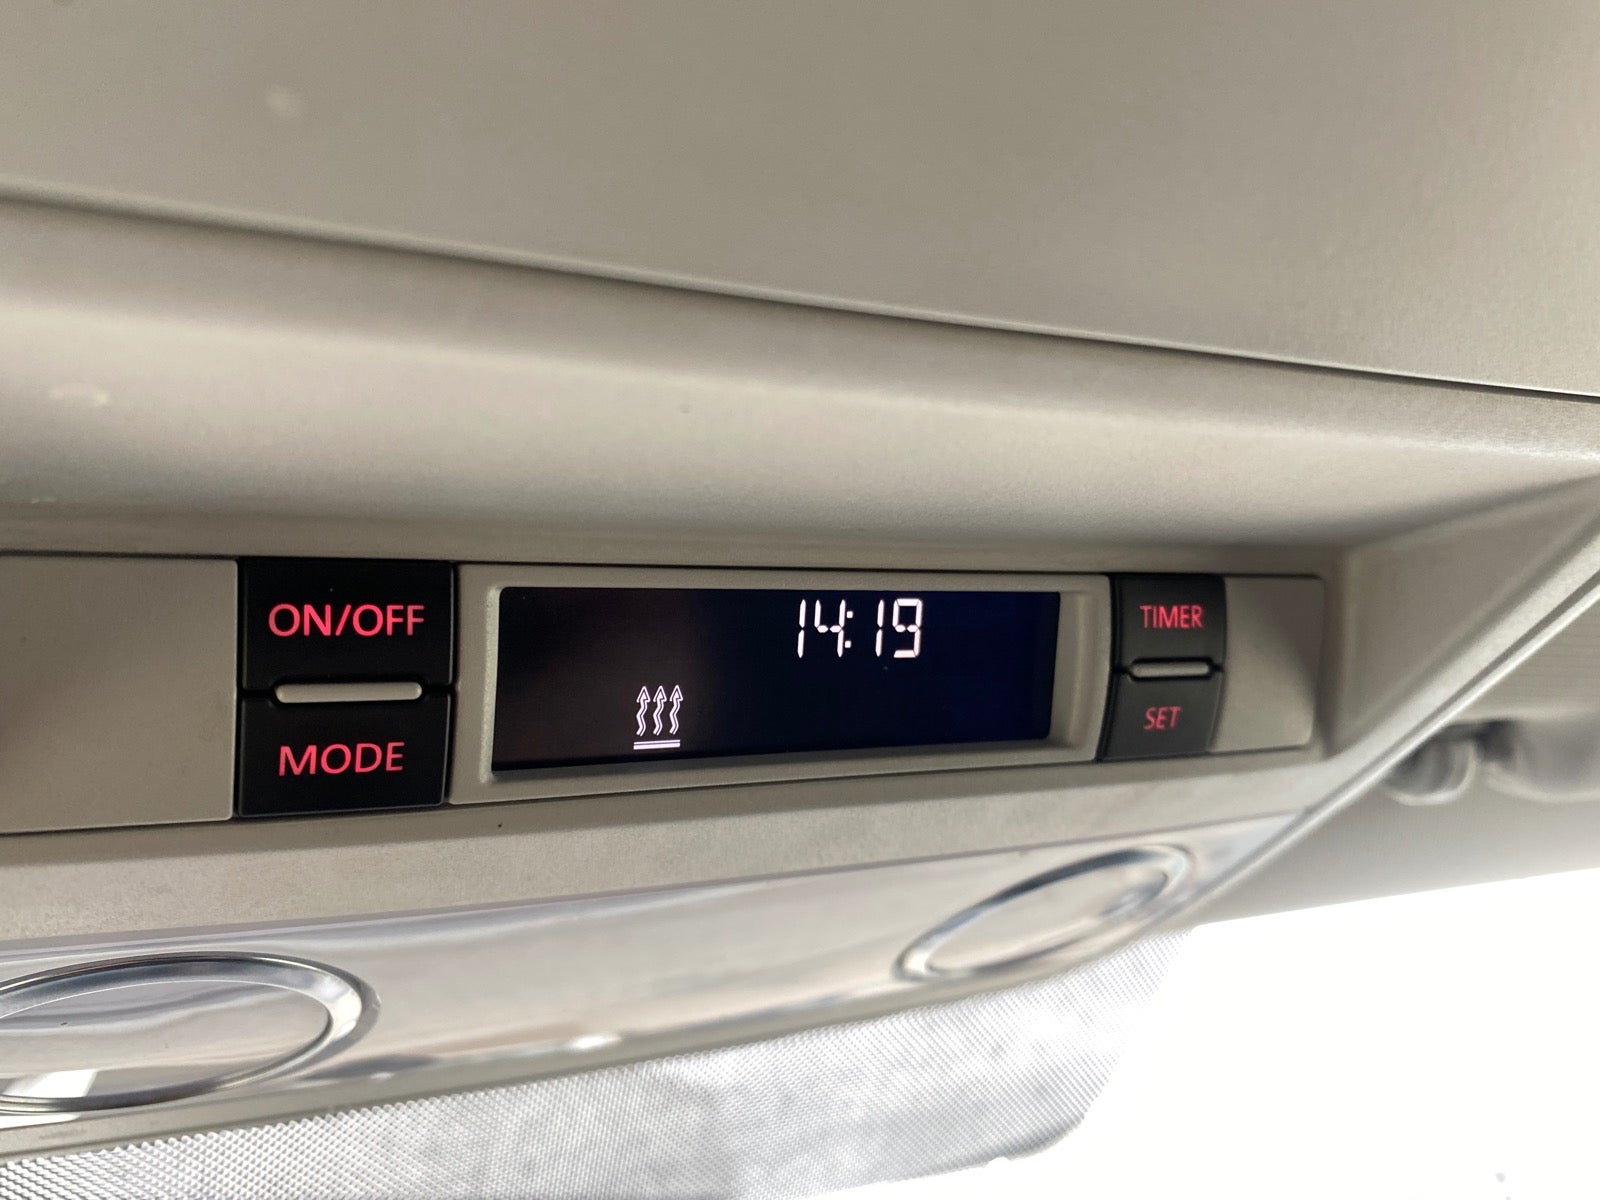 ON/OFF
MODE
14:19
TIMER
SET